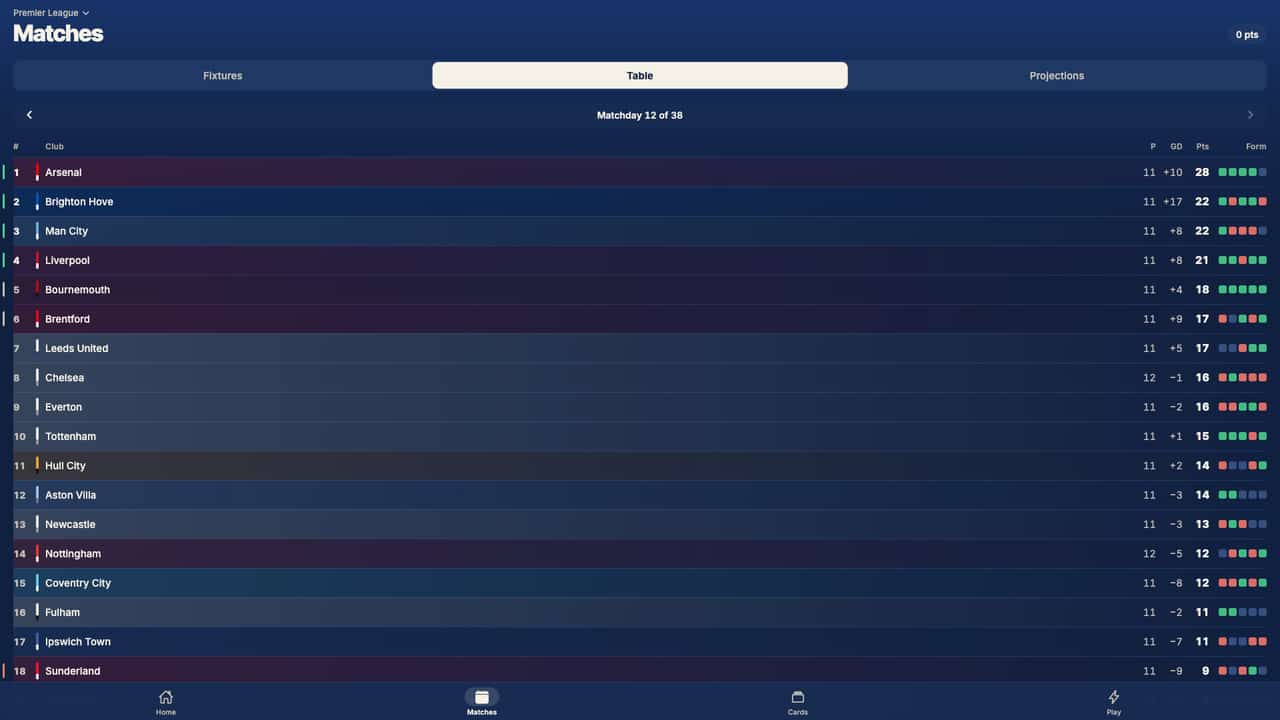 Premier League
Matches
0 pts
Fixtures Table Projections
Matchday 12 of 38
# Club P GD Pts Form
1 Arsenal 11 +10 28
2 Brighton Hove 11 +17 22
3 Man City 11 +8 22
4 Liverpool 11 +8 21
5 Bournemouth 11 +4 18
6 Brentford 11 +9 17
7 Leeds United 11 +5 17
8 Chelsea 12 −1 16
9 Everton 11 −2 16
10 Tottenham 11 +1 15
11 Hull City 11 +2 14
12 Aston Villa 11 −3 14
13 Newcastle 11 −3 13
14 Nottingham 12 −5 12
15 Coventry City 11 −8 12
16 Fulham 11 −2 11
17 Ipswich Town 11 −7 11
18 Sunderland 11 −9 9
Home Matches Cards Play